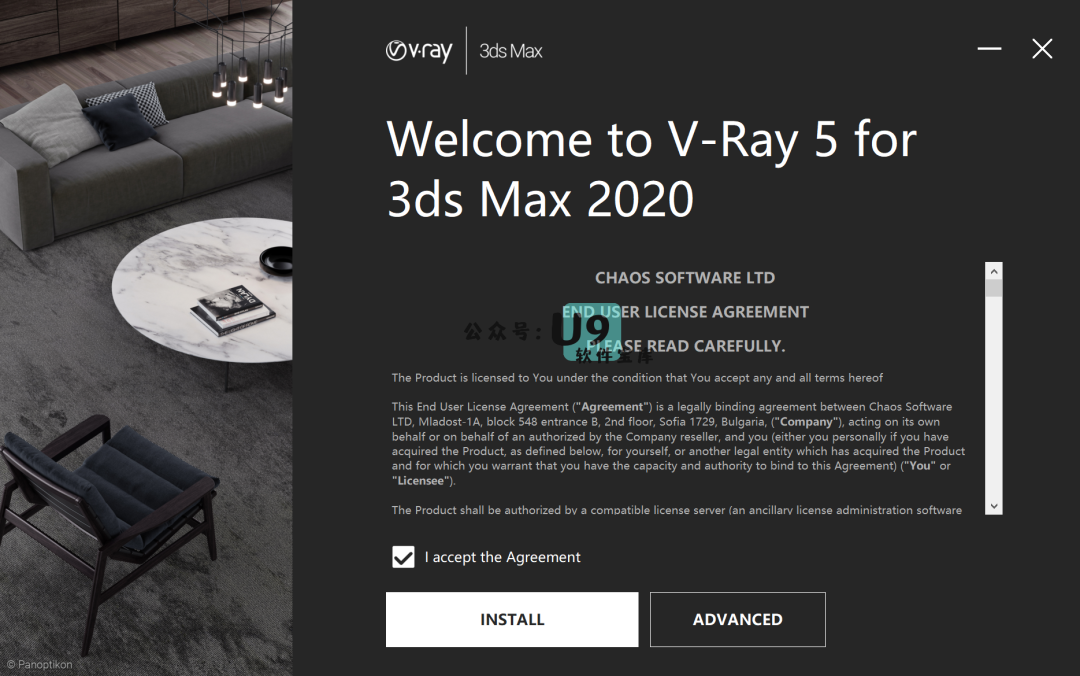 v·ray
3ds Max
Welcome to V-Ray 5 for
3ds Max 2020
CHAOS SOFTWARE LTD
END USER LICENSE AGREEMENT
公众号:
U9
软件宝库
PLEASE READ CAREFULLY.
The Product is licensed to You under the condition that You accept any and all terms hereof
This End User License Agreement ("Agreement") is a legally binding agreement between Chaos Software
LTD, Mladost-1A, block 548 entrance B, 2nd floor, Sofia 1729, Bulgaria, ("Company"), acting on its own
behalf or on behalf of an authorized by the Company reseller, and you (either you personally if you have
acquired the Product, as defined below, for yourself, or another legal entity which has acquired the Product
and for which you warrant that you have the capacity and authority to bind to this Agreement) ("You" or
"Licensee").
The Product shall be authorized by a compatible license server (an ancillary license administration software
I accept the Agreement
INSTALL
ADVANCED
DYLAN
© Panoptikon